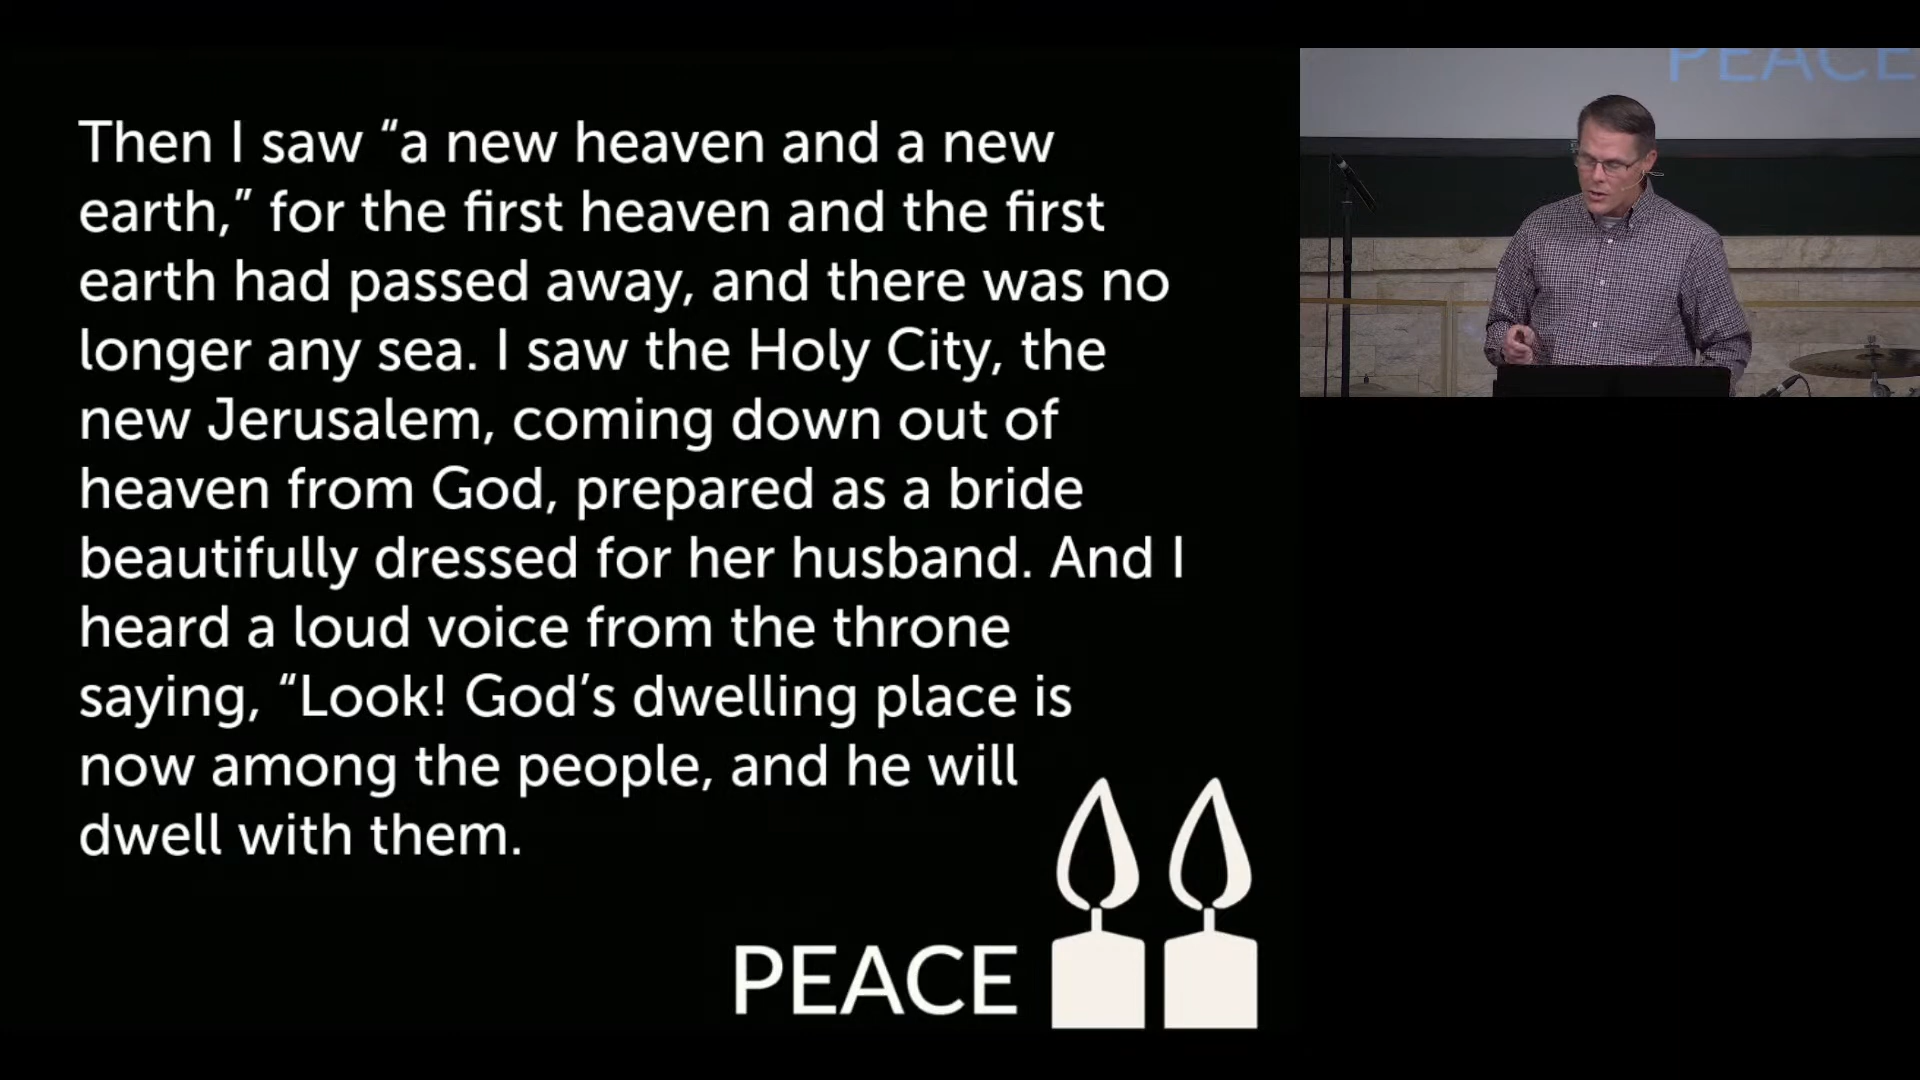 Then I saw “a new heaven and a new
earth,” for the first heaven and the first
earth had passed away, and there was no
longer any sea. I saw the Holy City, the
new Jerusalem, coming down out of
heaven from God, prepared as a bride
beautifully dressed for her husband. And I
heard a loud voice from the throne
saying, “Look! God’s dwelling place is
now among the people, and he will
dwell with them.
PEACE
PEACE